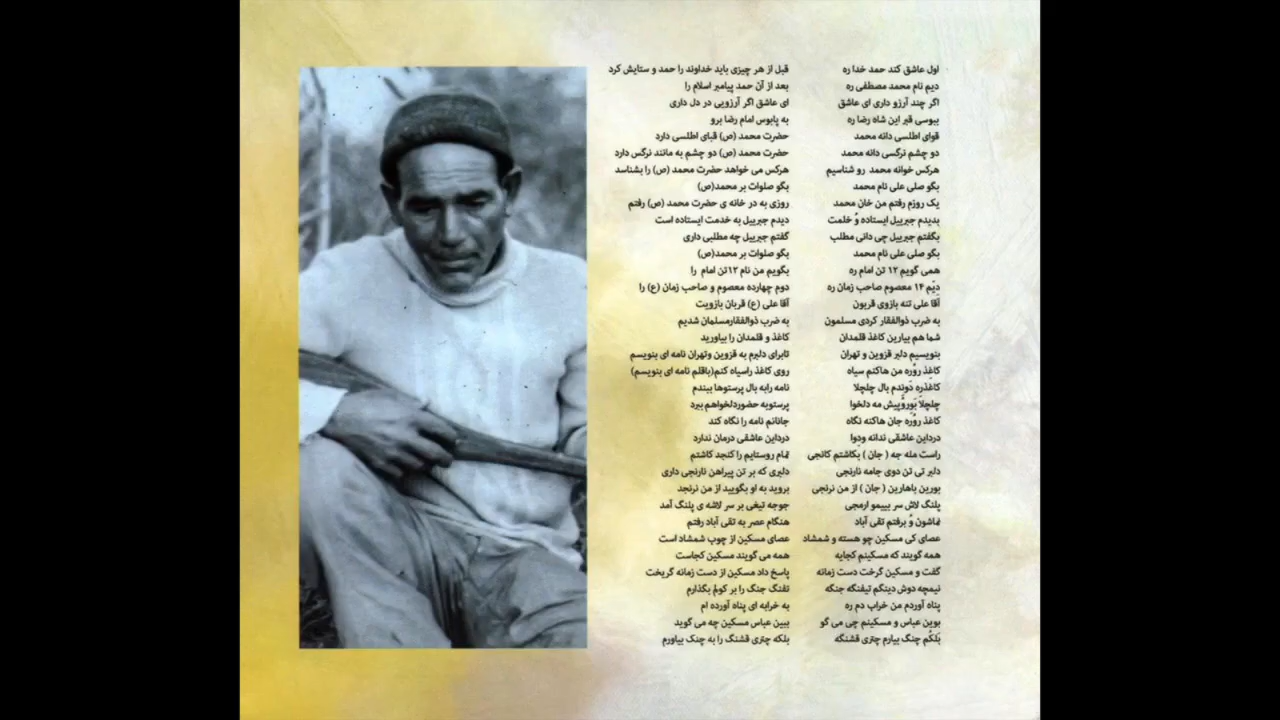 اول عاشق کند حمد خدا ره
دیم نام محمد مصطفی ره
اگر چند آرزو داری ای عاشق
ببوسی قبر این شاه رضا ره
قوای اطلسی دانه محمد
دو چشم نرگسی دانه محمد
هرکس خوانه محمد رو شناسیم
بگو صلی علی نام محمد
یک روزم رفتم من خان محمد
بدیدم جبرییل ایستاده وُ خلمت
بگفتم جبرییل چی دانی مطلب
بگو صلی علی نام محمد
همی گویم ۱۲ تن امام ره
دیّم ۱۴ معصوم صاحب زمان ره
آقا علی تنه بازوی قربون
به ضرب ذوالفقار کردی مسلمون
شما هم بیارین کاغذ قلمدان
بنویسیم دلبر قزوین و تهران
کاغذ روُره من هاکنم سیاه
کاغذره دَوندم بال چلچلا
چلچلا بَوِروُپیش مه دلخوا
کاغذ روُره جان هاکنه نگاه
درداین عاشقی ندانه وِدوا
راست مله جه ( جان ) بکاشتم کانجی
دلبر تی تن دوی جامه نارنجی
بورین باهارین ( جان ) از من نرنجی
پلنگ لاش سر بییمو ارمجی
نماشون وُ برفتم تقی آباد
عصای کی مسکین چو هسته و شمشاد
همه گویند که مسکینم کجایه
گفت و مسکین گرخت دست زمانه
نیمچه دوش دینگم تیفنگه جنگه
پناه آوردم من خراب دم ره
بوین عباس و مسکینم چی می گو
بَلکُم چنگ بیارم چتری قشنگه
قبل از هر چیزی باید خداوند را حمد و ستایش کرد
بعد از آن حمد پیامبر اسلام را
ای عاشق اگر آرزویی در دل داری
به پابوس امام رضا برو
حضرت محمد (ص) قبای اطلسی دارد
حضرت محمد (ص) دو چشم به مانند نرگس دارد
هرکس می خواهد حضرت محمد (ص) را بشناسد
بگو صلوات بر محمد(ص)
روزی به در خانه ی حضرت محمد (ص) رفتم
دیدم جبرییل به خدمت ایستاده است
گفتم جبرییل چه مطلبی داری
بگو صلوات بر محمد(ص)
بگویم من نام ۱۲تن امام را
دوم چهارده معصوم و صاحب زمان (ع) را
آقا علی (ع) قربان بازویت
به ضرب ذوالفقارمسلمان شدیم
کاغذ و قلمدان را بیاورید
تابرای دلبرم به قزوین وتهران نامه ای بنویسم
روی کاغذ راسیاه کنم(باقلم نامه ای بنویسم)
نامه رابه بال پرستوها ببندم
پرستوبه حضوردلخواهم ببرد
جانانم نامه را نگاه کند
درداین عاشقی درمان ندارد
تمام روستایم را کنجد کاشتم
دلبری که بر تن پیراهن نارنجی داری
بروید به او بگویید از من نرنجد
جوجه تیغی بر سر لاشه ی پلنگ آمد
هنگام عصر به تقی آباد رفتم
عصای مسکین از چوب شمشاد است
همه می گویند مسکین کجاست
پاسخ داد مسکین از دست زمانه گریخت
تفنگ جنگ را بر کولم بگذارم
به خرابه ای پناه آورده ام
ببین عباس مسکین چه می گوید
بلکه چتری قشنگ را به چنگ بیاورم